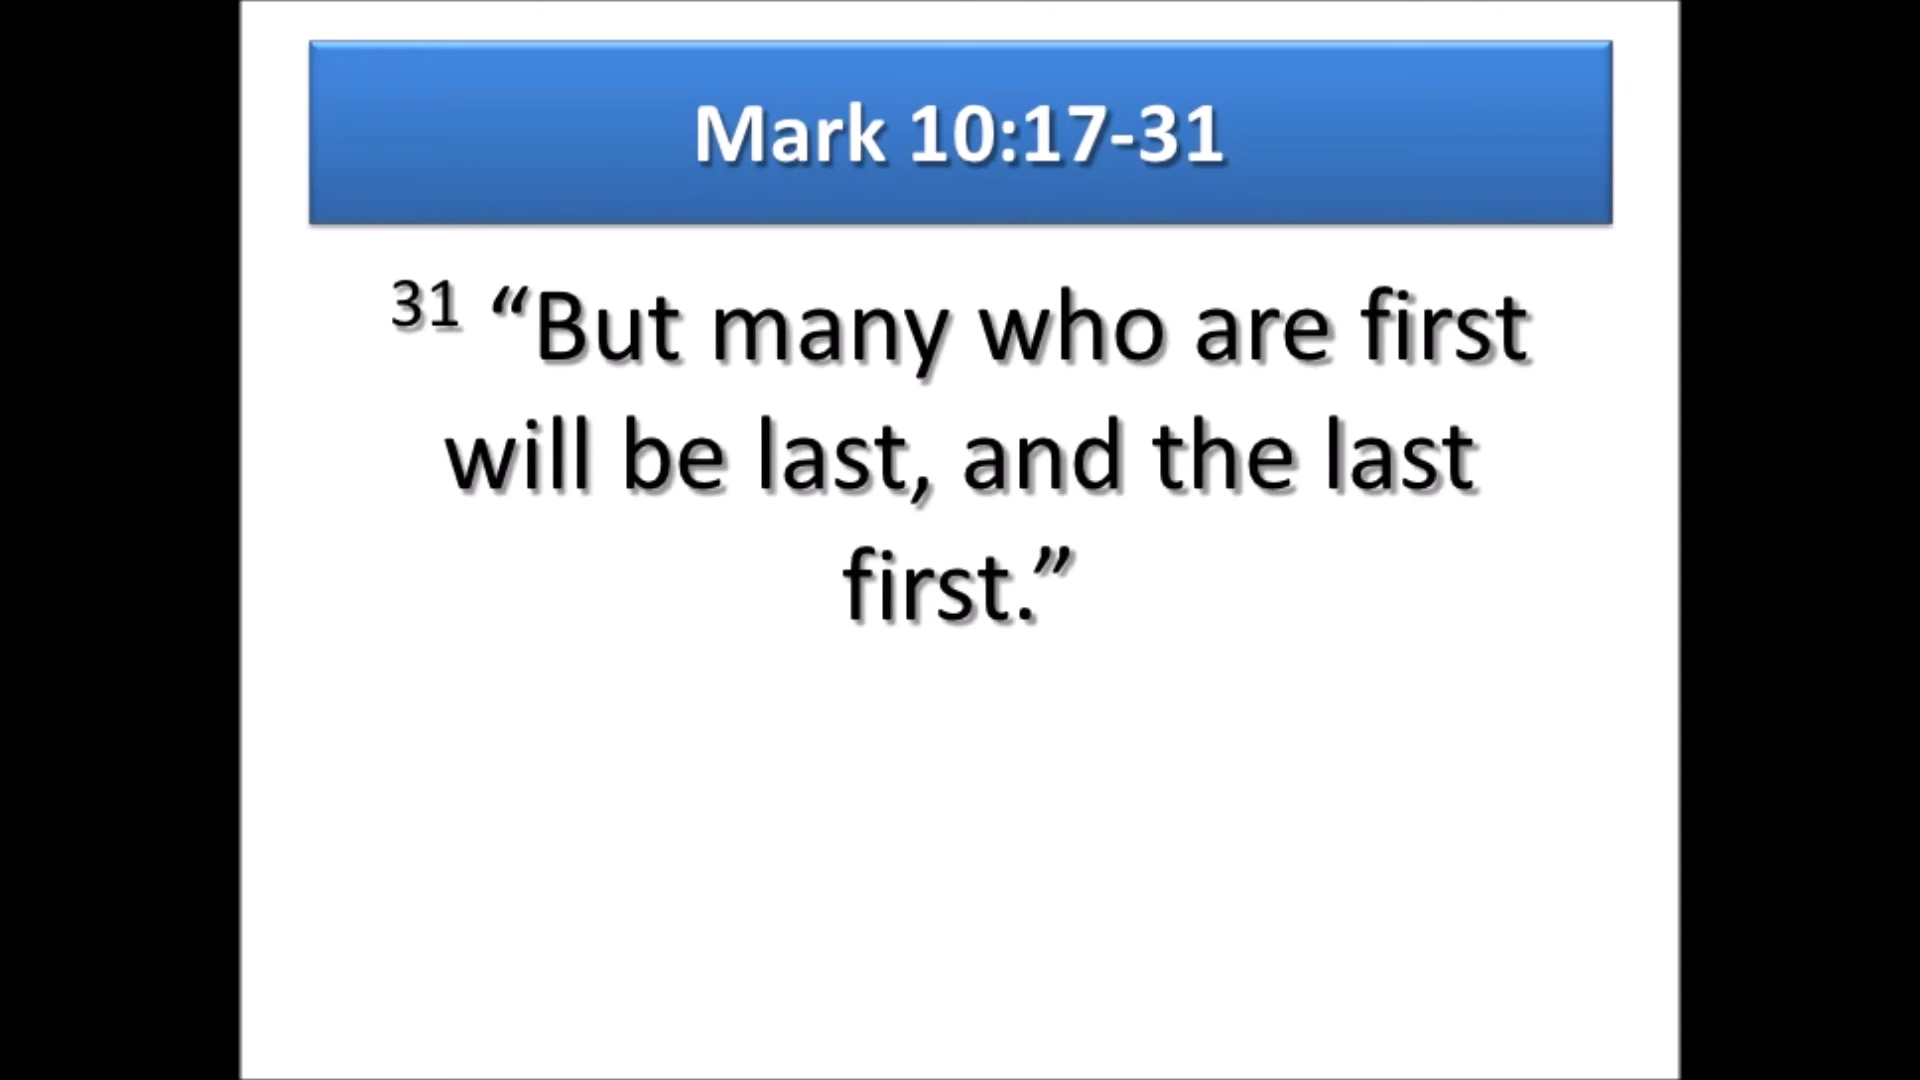 Mark 10:17-31
31 “But many who are first
will be last, and the last
first.”